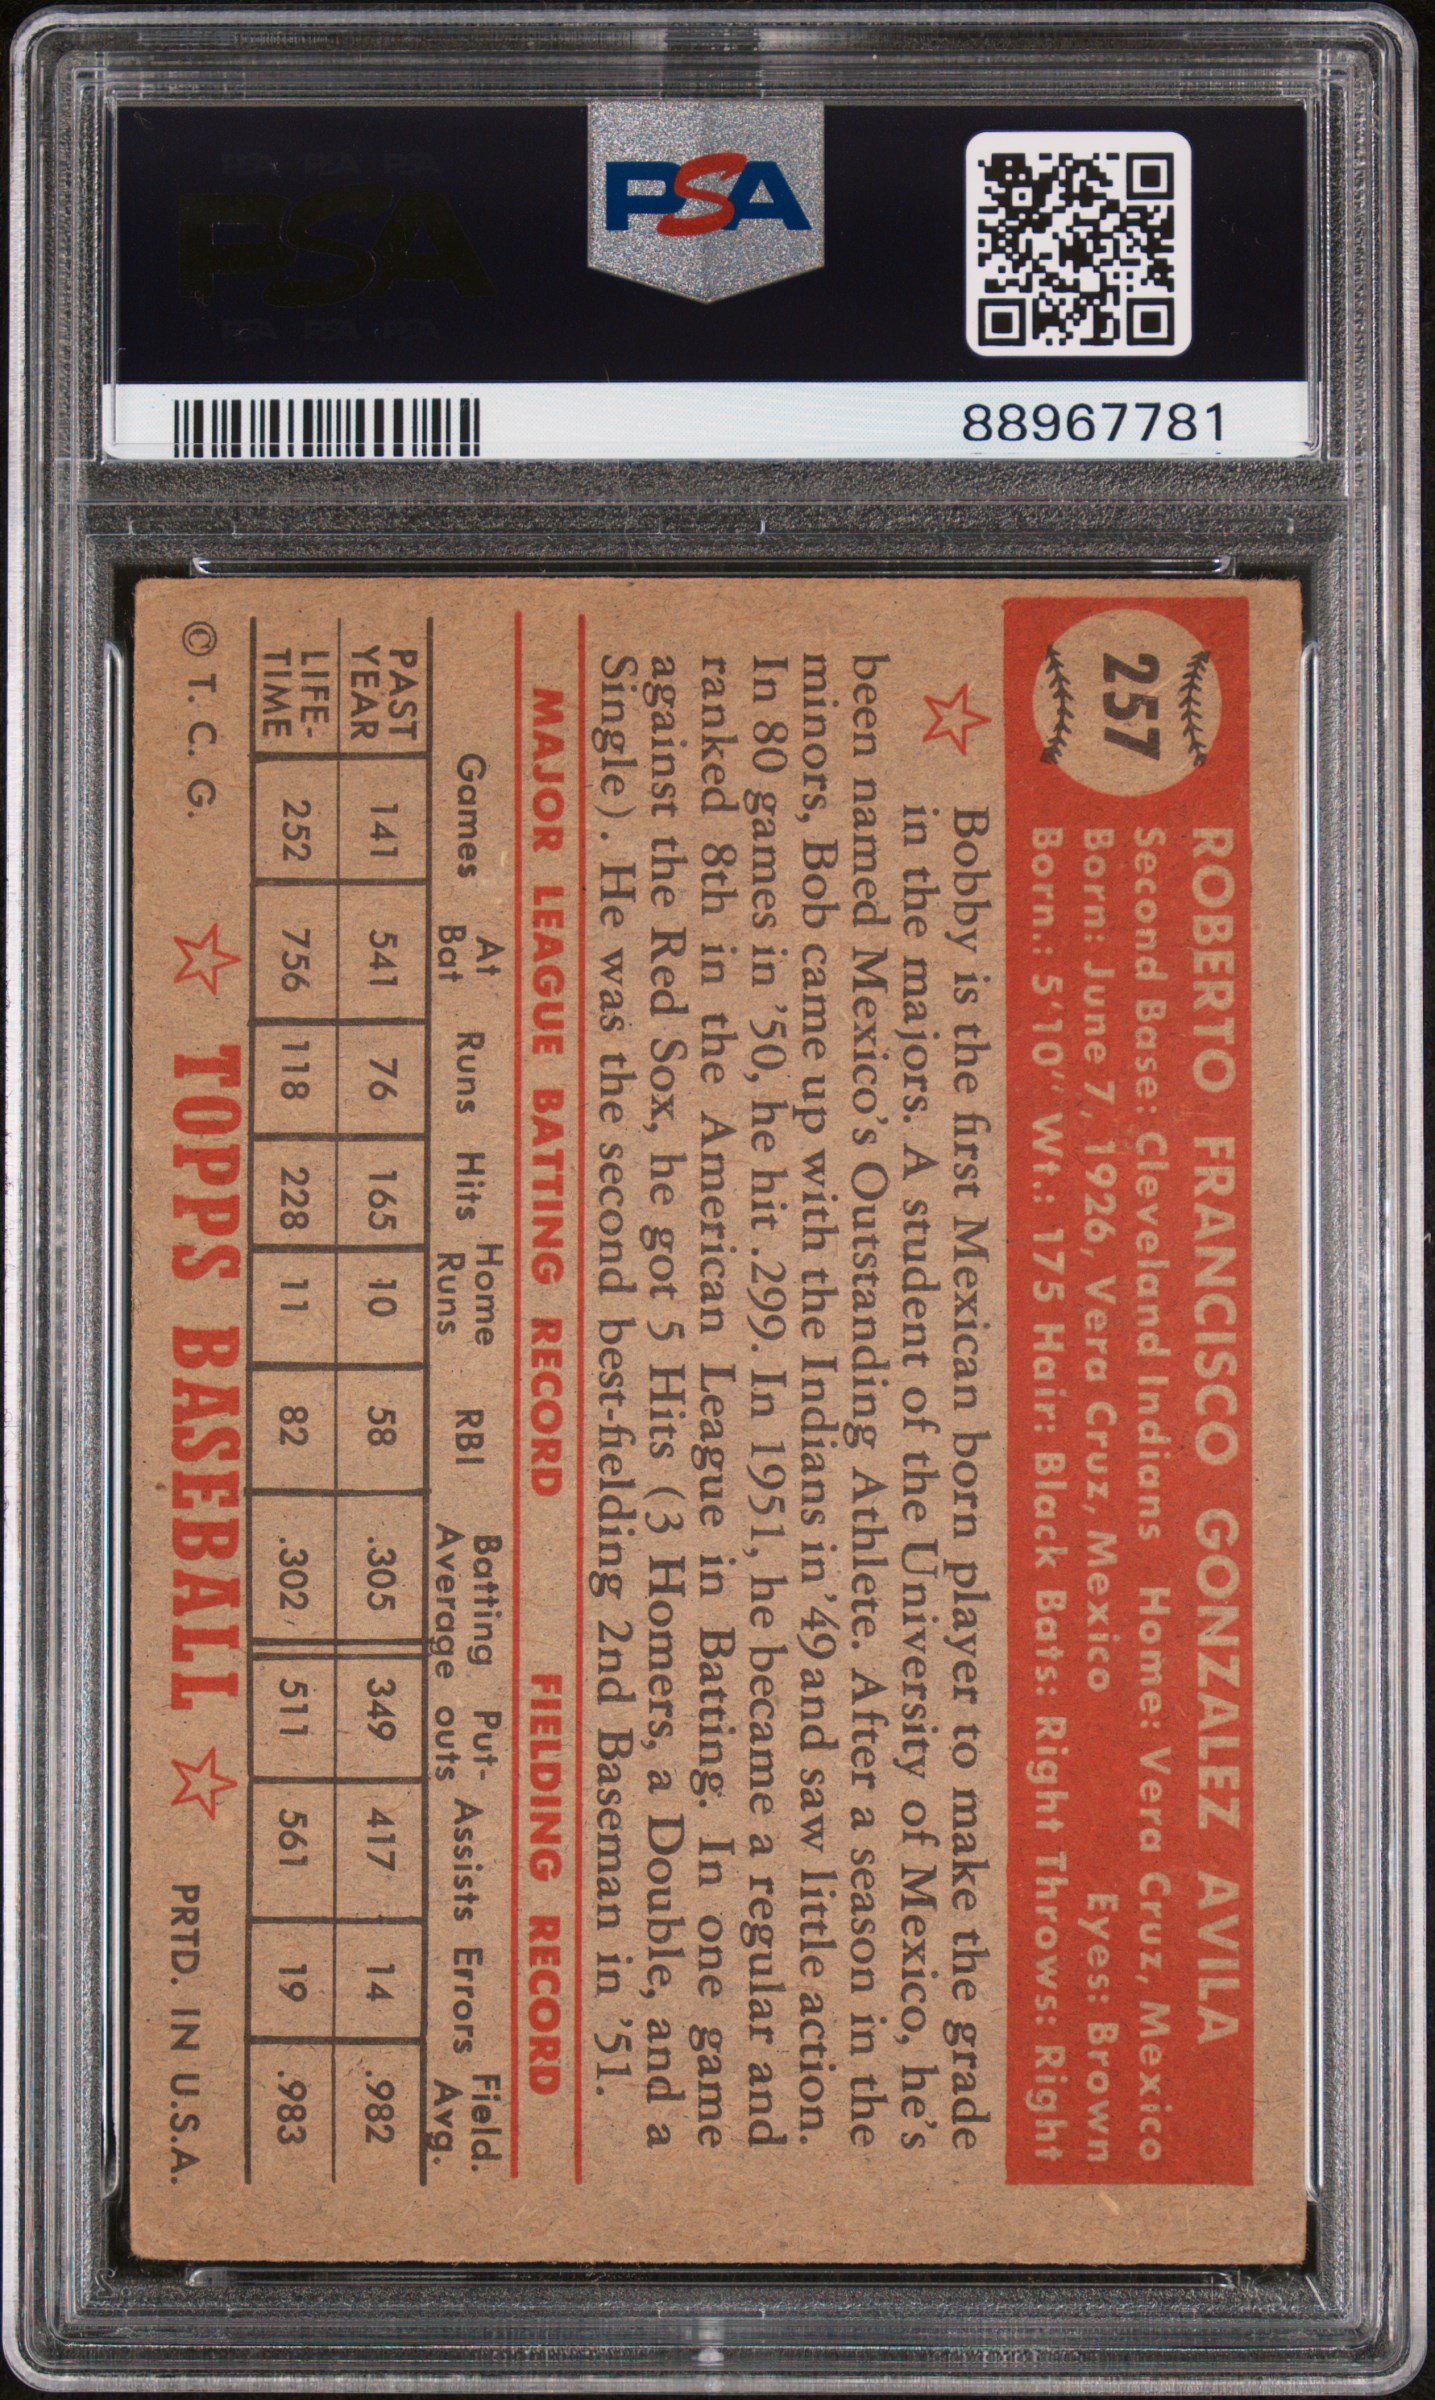 PSA PSA PSA
PSA
PSA PSA PSA
PSA
88967781
257
ROBERTO FRANCISCO GONZALEZ AVILA
Second Base: Cleveland Indians Home: Vera Cruz, Mexico
Born: June 7, 1926, Vera Cruz, Mexico Eyes: Brown
Born.: 5'10" Wt.: 175 Hair: Black Bats: Right Throws: Right
Bobby is the first Mexican born player to make the grade
in the majors. A student of the University of Mexico, he's
been named Mexico's Outstanding Athlete. After a season in the
minors, Bob came up with the Indians in '49 and saw little action.
In 80 games in '50, he hit .299. In 1951, he became a regular and
ranked 8th in the American League in Batting. In one game
against the Red Sox, he got 5 Hits (3 Homers, a Double, and a
Single). He was the second best-fielding 2nd Baseman in '51.
MAJOR LEAGUE BATTING RECORD FIELDING RECORD
Games At Bat Runs Hits Home Runs RBI Batting Average Put-outs Assists Errors Field. Avg.
PAST YEAR 141 541 76 165 10 58 .305 349 417 14 .982
LIFE-TIME 252 756 118 228 11 82 .302 511 561 19 .983
© T. C. G. TOPPS BASEBALL PRTD. IN U.S.A.